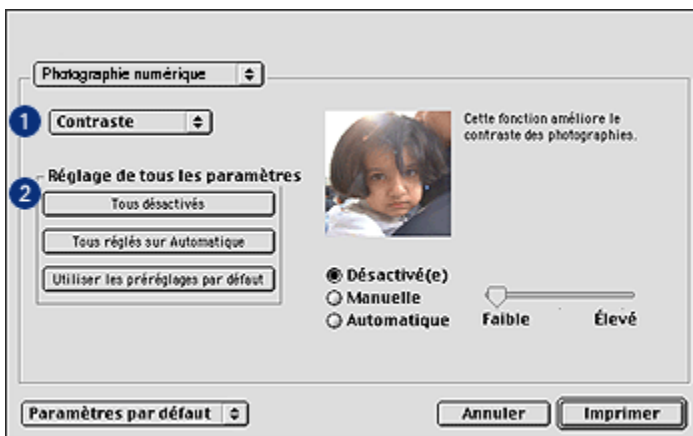 Photographie numérique
1
Contraste
Cette fonction améliore le
contraste des photographies.
Réglage de tous les paramètres
2
Tous désactivés
Tous réglés sur Automatique
Utiliser les préréglages par défaut
Désactivé(e)
Manuelle
Automatique
Faible Élevé
Paramètres par défaut
Annuler
Imprimer